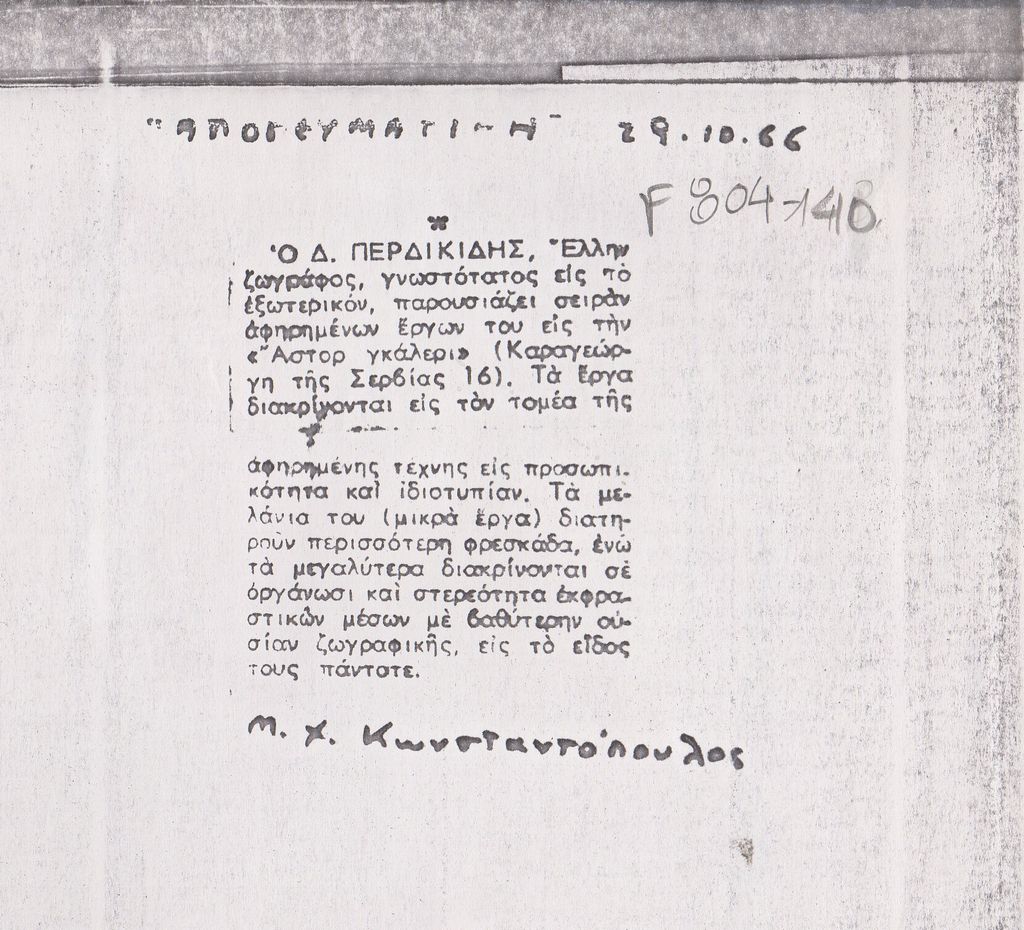 "ΑΠΟΓΕΥΜΑΤΙΝΗ" 29.10.66
F 804-140
Ὁ Δ. ΠΕΡΔΙΚΙΔΗΣ, Ἕλλην
ζωγράφος, γνωστότατος εἰς τὸ
ἐξωτερικόν, παρουσιάζει σειρὰν
ἀφηρημένων ἔργων του εἰς τὴν
«Ἄστορ γκάλερι» (Καραγεώρ-
γη τῆς Σερβίας 16). Τὰ ἔργα
διακρίνονται εἰς τὸν τομέα τῆς
ἀφηρημένης τέχνης εἰς προσωπι-
κότητα καὶ ἰδιοτυπίαν. Τὰ με-
λάνια του (μικρὰ ἔργα) διατη-
ροῦν περισσότερη φρεσκάδα, ἐνῶ
τὰ μεγαλύτερα διακρίνονται σὲ
ὀργάνωσι καὶ στερεότητα ἐκφρα-
στικῶν μέσων μὲ βαθύτερην οὐ-
σίαν ζωγραφικῆς, εἰς τὸ εἶδος
τους πάντοτε.
Μ. Χ. Κωνσταντόπουλος